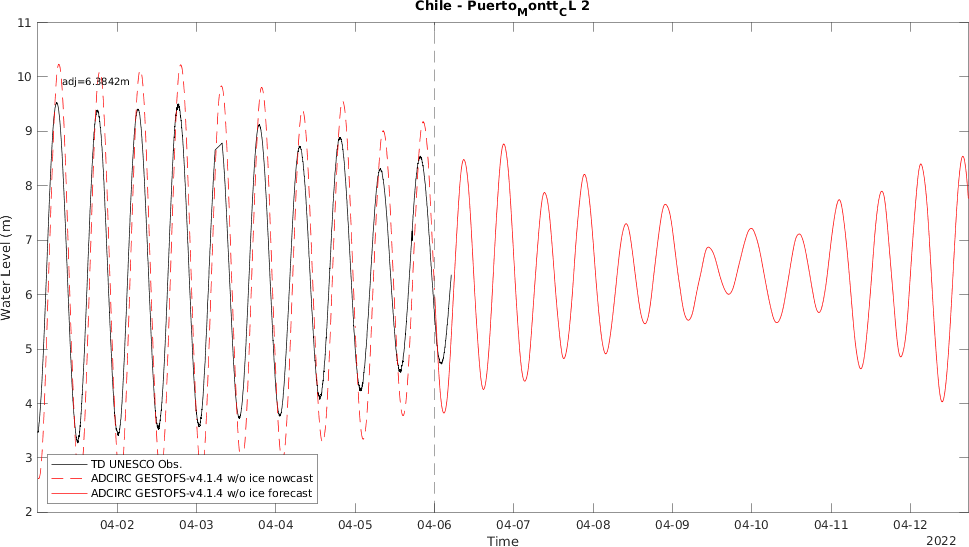 Chile - PuertoMonttCL 2
11
10
9
8
7
6
5
4
3
2
Water Level (m)
adj=6.3842m
TD UNESCO Obs.
ADCIRC GESTOFS-v4.1.4 w/o ice nowcast
ADCIRC GESTOFS-v4.1.4 w/o ice forecast
04-02 04-03 04-04 04-05 04-06 04-07 04-08 04-09 04-10 04-11 04-12
Time
2022